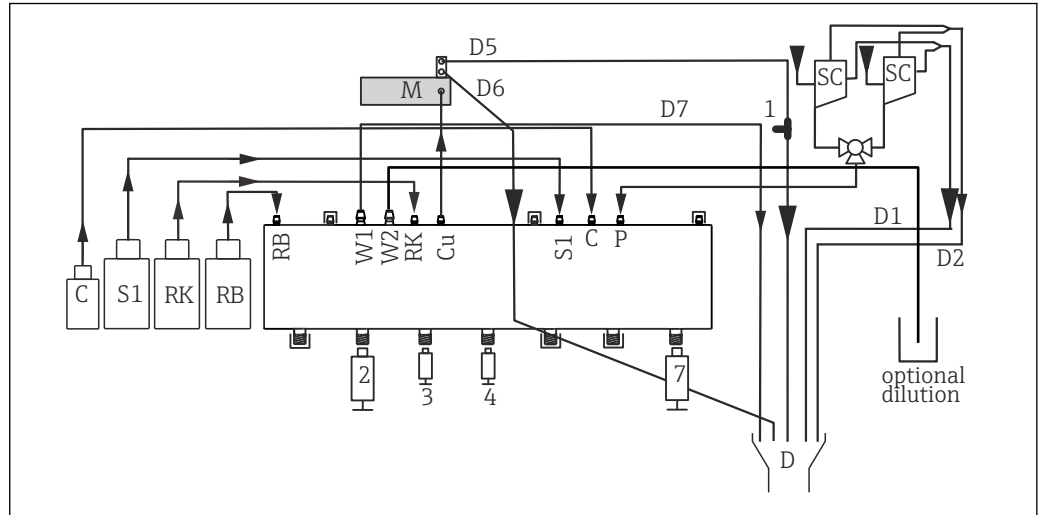 D5
SC
SC
M
D6
D7
1
RB
W1
W2
RK
Cu
S1
C
P
D1
D2
C
S1
RK
RB
2
3
4
7
optional
dilution
D